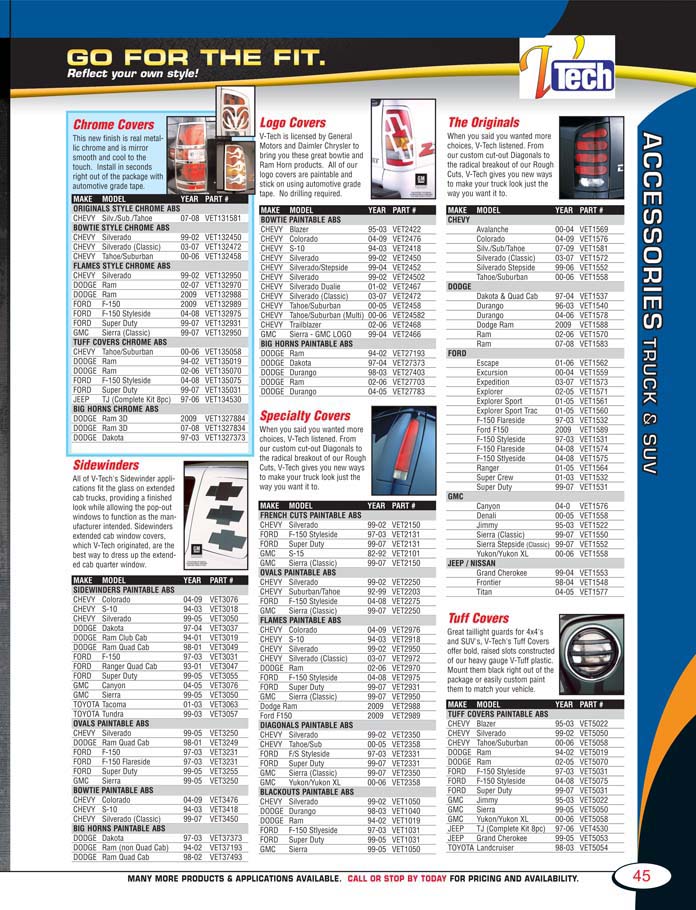 GO FOR THE FIT.
Reflect your own style!
V'Tech
Chrome Covers
This new finish is real metal-
lic chrome and is mirror
smooth and cool to the
touch. Install in seconds
right out of the package with
automotive grade tape.
MAKE MODEL YEAR PART #
ORIGINALS STYLE CHROME ABS
CHEVY Silv./Sub./Tahoe 07-08 VET131581
BOWTIE STYLE CHROME ABS
CHEVY Silverado 99-02 VET132450
CHEVY Silverado (Classic) 03-07 VET132472
CHEVY Tahoe/Suburban 00-06 VET132458
FLAMES STYLE CHROME ABS
CHEVY Silverado 99-02 VET132950
DODGE Ram 02-07 VET132970
DODGE Ram 2009 VET132988
FORD F-150 2009 VET132989
FORD F-150 Styleside 04-08 VET132975
FORD Super Duty 99-07 VET132931
GMC Sierra (Classic) 99-07 VET132950
TUFF COVERS CHROME ABS
CHEVY Tahoe/Suburban 00-06 VET135058
DODGE Ram 94-02 VET135019
DODGE Ram 02-06 VET135070
FORD F-150 Styleside 04-08 VET135075
FORD Super Duty 99-07 VET135031
JEEP TJ (Complete Kit 8pc) 97-06 VET134530
BIG HORNS CHROME ABS
DODGE Ram 3D 2009 VET1327884
DODGE Ram 3D 07-08 VET1327834
DODGE Dakota 97-03 VET1327373
Sidewinders
All of V-Tech's Sidewinder appli-
cations fit the glass on extended
cab trucks, providing a finished
look while allowing the pop-out
windows to function as the man-
ufacturer intended. Sidewinders
extended cab window covers,
which V-Tech originated, are the
best way to dress up the extend-
ed cab quarter window.
MAKE MODEL YEAR PART #
SIDEWINDERS PAINTABLE ABS
CHEVY Colorado 04-09 VET3076
CHEVY S-10 94-03 VET3018
CHEVY Silverado 99-05 VET3050
DODGE Dakota 97-04 VET3037
DODGE Ram Club Cab 94-01 VET3019
DODGE Ram Quad Cab 98-01 VET3049
FORD F-150 97-03 VET3031
FORD Ranger Quad Cab 93-01 VET3047
FORD Super Duty 99-05 VET3055
GMC Canyon 04-05 VET3076
GMC Sierra 99-05 VET3050
TOYOTA Tacoma 01-03 VET3063
TOYOTA Tundra 99-03 VET3057
OVALS PAINTABLE ABS
CHEVY Silverado 99-05 VET3250
DODGE Ram Quad Cab 98-01 VET3249
FORD F-150 97-03 VET3231
FORD F-150 Flareside 97-03 VET3231
FORD Super Duty 99-05 VET3255
GMC Sierra 99-05 VET3250
BOWTIE PAINTABLE ABS
CHEVY Colorado 04-09 VET3476
CHEVY S-10 94-03 VET3418
CHEVY Silverado (Classic) 99-07 VET3450
BIG HORNS PAINTABLE ABS
DODGE Dakota 97-03 VET37373
DODGE Ram (non Quad Cab) 94-02 VET37193
DODGE Ram Quad Cab 98-02 VET37493
Logo Covers
V-Tech is licensed by General
Motors and Daimler Chrysler to
bring you these great bowtie and
Ram Horn products. All of our
logo covers are paintable and
stick on using automotive grade
tape. No drilling required.
MAKE MODEL YEAR PART #
BOWTIE PAINTABLE ABS
CHEVY Blazer 95-03 VET2422
CHEVY Colorado 04-09 VET2476
CHEVY S-10 94-03 VET2418
CHEVY Silverado 99-02 VET2450
CHEVY Silverado/Stepside 99-04 VET2452
CHEVY Silverado 99-02 VET24502
CHEVY Silverado Dualie 01-02 VET2467
CHEVY Silverado (Classic) 03-07 VET2472
CHEVY Tahoe/Suburban 00-05 VET2458
CHEVY Tahoe/Suburban (Multi) 00-06 VET24582
CHEVY Trailblazer 02-06 VET2468
GMC Sierra - GMC LOGO 99-04 VET2466
BIG HORNS PAINTABLE ABS
DODGE Ram 94-02 VET27193
DODGE Dakota 97-04 VET27373
DODGE Durango 98-03 VET27403
DODGE Ram 02-06 VET27703
DODGE Durango 04-05 VET27783
Specialty Covers
When you said you wanted more
choices, V-Tech listened. From
our custom cut-out Diagonals to
the radical breakout of our Rough
Cuts, V-Tech gives you new ways
to make your truck look just the
way you want it to.
MAKE MODEL YEAR PART #
FRENCH CUTS PAINTABLE ABS
CHEVY Silverado 99-02 VET2150
FORD F-150 Styleside 97-03 VET2131
FORD Super Duty 99-07 VET2131
GMC S-15 82-92 VET2101
GMC Sierra (Classic) 99-07 VET2150
OVALS PAINTABLE ABS
CHEVY Silverado 99-02 VET2250
CHEVY Suburban/Tahoe 92-99 VET2203
FORD F-150 Styleside 04-08 VET2275
GMC Sierra (Classic) 99-07 VET2250
FLAMES PAINTABLE ABS
CHEVY Colorado 04-09 VET2976
CHEVY S-10 94-03 VET2918
CHEVY Silverado 99-02 VET2950
CHEVY Silverado (Classic) 03-07 VET2972
DODGE Ram 02-06 VET2970
FORD F-150 Styleside 04-08 VET2975
FORD Super Duty 99-07 VET2931
GMC Sierra (Classic) 99-07 VET2950
Dodge Ram 2009 VET2988
Ford F150 2009 VET2989
DIAGONALS PAINTABLE ABS
CHEVY Silverado 99-02 VET2350
CHEVY Tahoe/Sub 00-05 VET2358
FORD F/S Styleside 97-03 VET2331
FORD Super Duty 99-07 VET2331
GMC Sierra (Classic) 99-07 VET2350
GMC Yukon/Yukon XL 00-06 VET2358
BLACKOUTS PAINTABLE ABS
CHEVY Silverado 99-02 VET1050
DODGE Durango 98-03 VET1040
DODGE Ram 94-02 VET1019
FORD F-150 Stlyeside 97-03 VET1031
FORD Super Duty 99-05 VET1031
GMC Sierra 99-05 VET1050
The Originals
When you said you wanted more
choices, V-Tech listened. From
our custom cut-out Diagonals to
the radical breakout of our Rough
Cuts, V-Tech gives you new ways
to make your truck look just the
way you want it to.
MAKE MODEL YEAR PART #
CHEVY
Avalanche 00-04 VET1569
Colorado 04-09 VET1576
Silv./Sub/Tahoe 07-09 VET1581
Silverado (Classic) 03-07 VET1572
Silverado Stepside 99-06 VET1552
Tahoe/Suburban 00-06 VET1558
DODGE
Dakota & Quad Cab 97-04 VET1537
Durango 96-03 VET1540
Durango 04-06 VET1578
Dodge Ram 2009 VET1588
Ram 02-06 VET1570
Ram 07-08 VET1583
FORD
Escape 01-06 VET1562
Excursion 00-04 VET1559
Expedition 03-07 VET1573
Explorer 02-05 VET1571
Explorer Sport 01-05 VET1561
Explorer Sport Trac 01-05 VET1560
F-150 Flareside 97-03 VET1532
Ford F150 2009 VET1589
F-150 Styleside 97-03 VET1531
F-150 Flareside 04-08 VET1574
F-150 Stlyeside 04-08 VET1575
Ranger 01-05 VET1564
Super Crew 01-03 VET1532
Super Duty 99-07 VET1531
GMC
Canyon 04-0 VET1576
Denali 00-05 VET1558
Jimmy 95-03 VET1522
Sierra (Classic) 99-07 VET1550
Sierra Stepside (Classic) 99-07 VET1552
Yukon/Yukon XL 00-06 VET1558
JEEP / NISSAN
Grand Cherokee 99-04 VET1553
Frontier 98-04 VET1548
Titan 04-05 VET1577
Tuff Covers
Great taillight guards for 4x4's
and SUV's, V-Tech's Tuff Covers
offer bold, raised slots constructed
of our heavy gauge V-Tuff plastic.
Mount them black right out of the
package or easily custom paint
them to match your vehicle.
MAKE MODEL YEAR PART #
TUFF COVERS PAINTABLE ABS
CHEVY Blazer 95-03 VET5022
CHEVY Silverado 99-02 VET5050
CHEVY Tahoe/Suburban 00-06 VET5058
DODGE Ram 94-02 VET5019
DODGE Ram 02-05 VET5070
FORD F-150 Styleside 97-03 VET5031
FORD F-150 Styleside 04-08 VET5075
FORD Super Duty 99-07 VET5031
GMC Jimmy 95-03 VET5022
GMC Sierra 99-05 VET5050
GMC Yukon/Yukon XL 00-06 VET5058
JEEP TJ (Complete Kit 8pc) 97-06 VET4530
JEEP Grand Cherokee 99-05 VET5053
TOYOTA Landcruiser 98-03 VET5054
ACCESSORIES TRUCK & SUV
MANY MORE PRODUCTS & APPLICATIONS AVAILABLE. CALL OR STOP BY TODAY FOR PRICING AND AVAILABILITY.
45